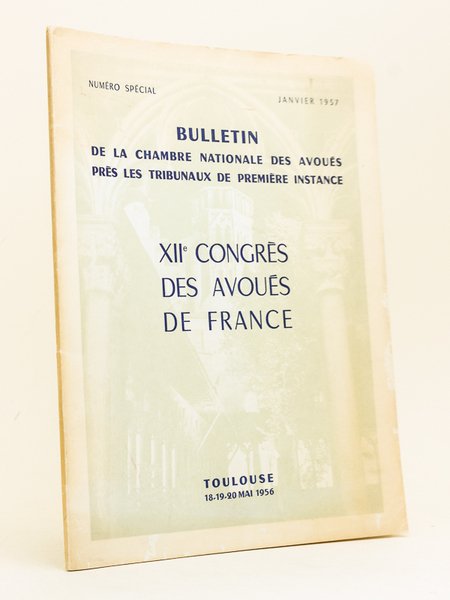 NUMÉRO SPÉCIAL
JANVIER 1957
BULLETIN
DE LA CHAMBRE NATIONALE DES AVOUÉS
PRÈS LES TRIBUNAUX DE PREMIÈRE INSTANCE
XIIe CONGRÈS
DES AVOUÉS
DE FRANCE
TOULOUSE
18-19-20 MAI 1956